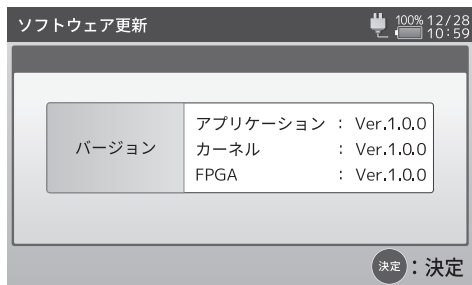 ソフトウェア更新
100% 12/28
10:59
バージョン
アプリケーション : Ver.1.0.0
カーネル : Ver.1.0.0
FPGA : Ver.1.0.0
決定 : 決定